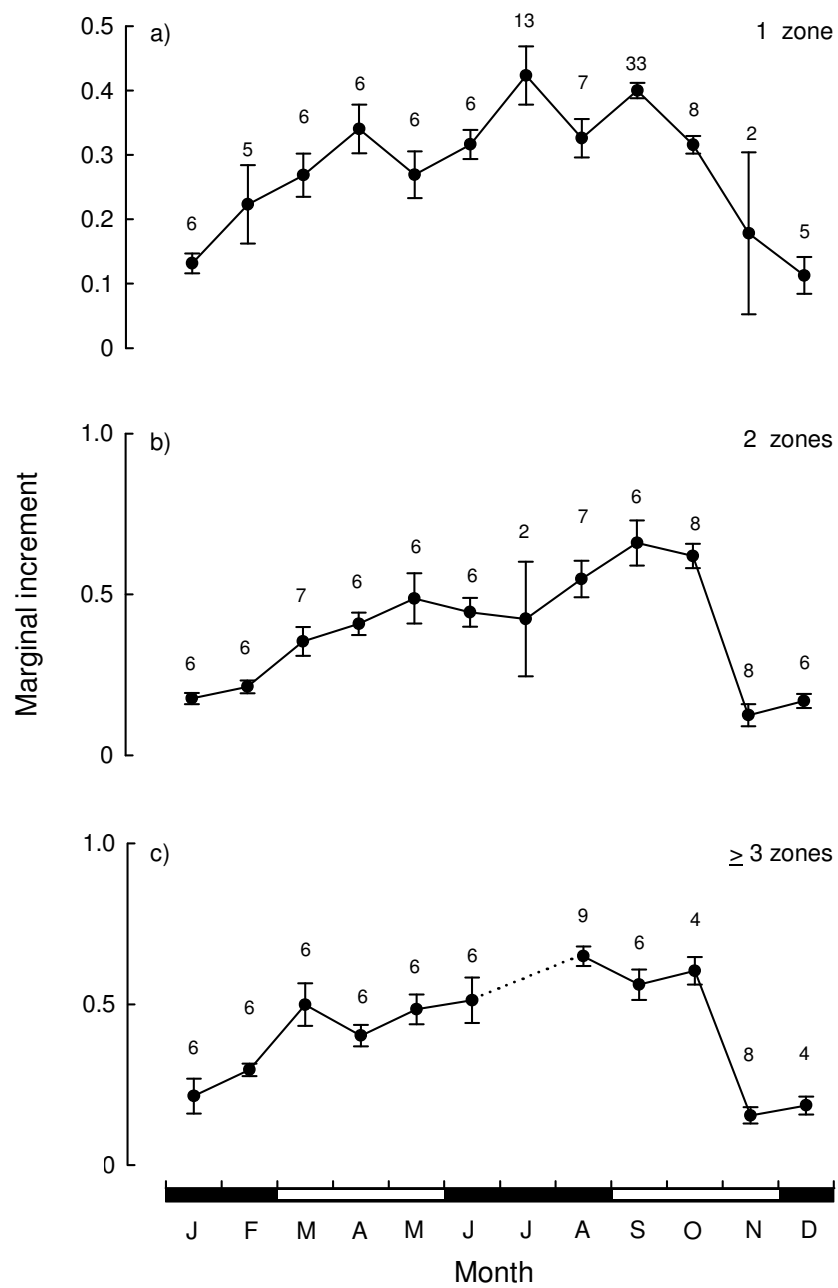 a)
1 zone
0.5
0.4
0.3
0.2
0.1
0
6 5 6 6 6 6 13 7 33 8 2 5
b)
2 zones
1.0
0.5
0
6 6 7 6 6 6 2 7 6 8 8 6
Marginal increment
c)
≥ 3 zones
1.0
0.5
0
6 6 6 6 6 6 9 6 4 8 4
J F M A M J J A S O N D
Month